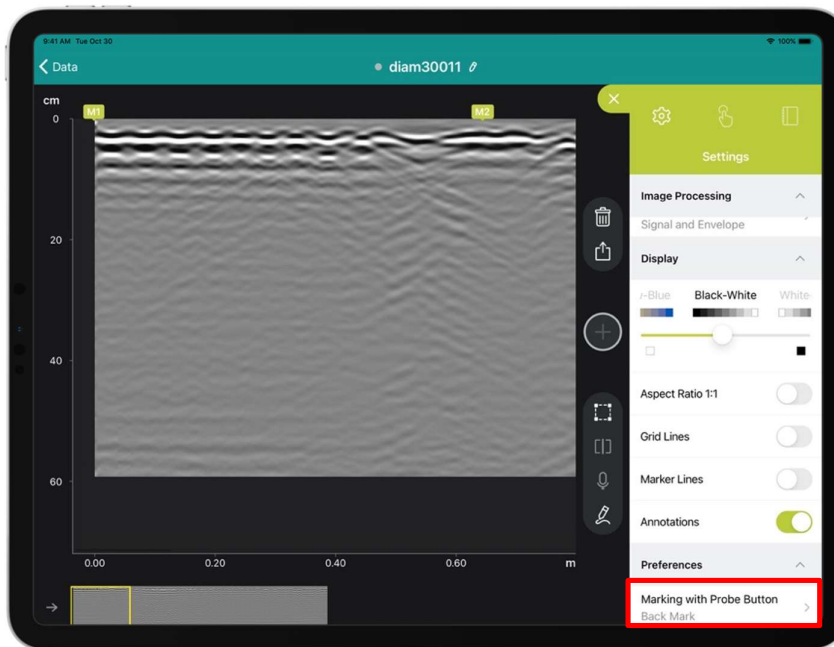 9:41 AM Tue Oct 30
100%
Data
diam30011
cm
M1
M2
0
20
40
60
0.00
0.20
0.40
0.60
m
Settings
Image Processing
Signal and Envelope
Display
-Blue
Black-White
White-
Aspect Ratio 1:1
Grid Lines
Marker Lines
Annotations
Preferences
Marking with Probe Button
Back Mark